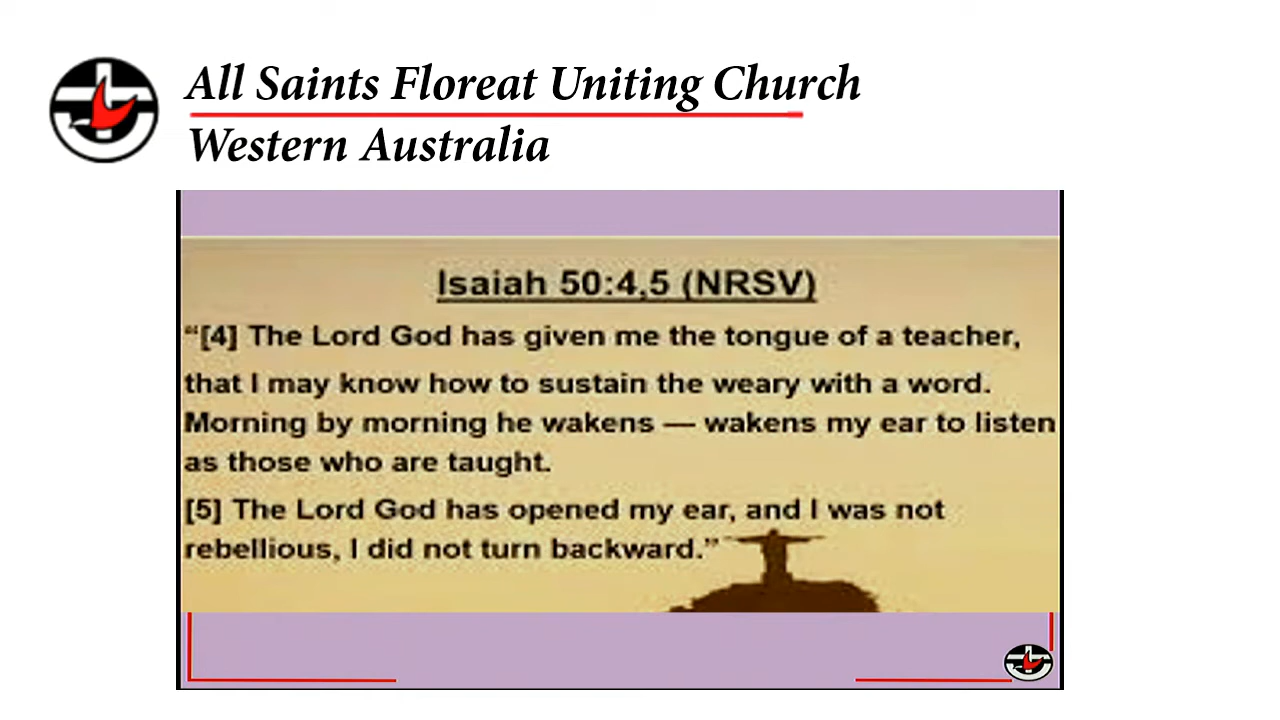 All Saints Floreat Uniting Church
Western Australia
Isaiah 50:4,5 (NRSV)
“[4] The Lord God has given me the tongue of a teacher,
that I may know how to sustain the weary with a word.
Morning by morning he wakens — wakens my ear to listen
as those who are taught.
[5] The Lord God has opened my ear, and I was not
rebellious, I did not turn backward.”